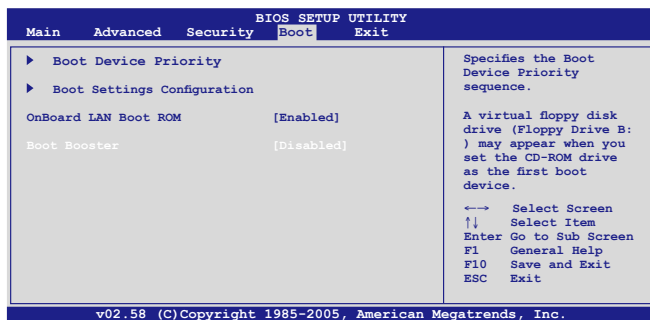 BIOS SETUP UTILITY
Main Advanced Security Boot Exit
Boot Device Priority
Boot Settings Configuration
OnBoard LAN Boot ROM [Enabled]
Boot Booster [Disabled]
Specifies the Boot
Device Priority
sequence.
A virtual floppy disk
drive (Floppy Drive B:
) may appear when you
set the CD-ROM drive
as the first boot
device.
←→ Select Screen
↑↓ Select Item
Enter Go to Sub Screen
F1 General Help
F10 Save and Exit
ESC Exit
v02.58 (C)Copyright 1985-2005, American Megatrends, Inc.